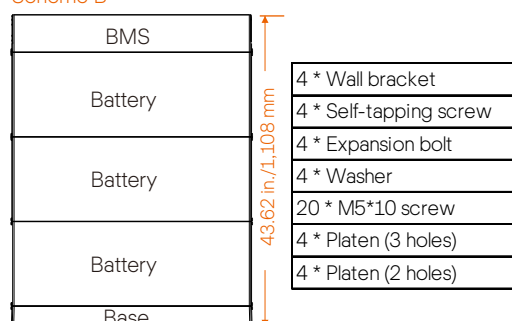 BMS
Battery
Battery
Battery
Base
43.62 in./1,108 mm
4 * Wall bracket
4 * Self-tapping screw
4 * Expansion bolt
4 * Washer
20 * M5*10 screw
4 * Platen (3 holes)
4 * Platen (2 holes)